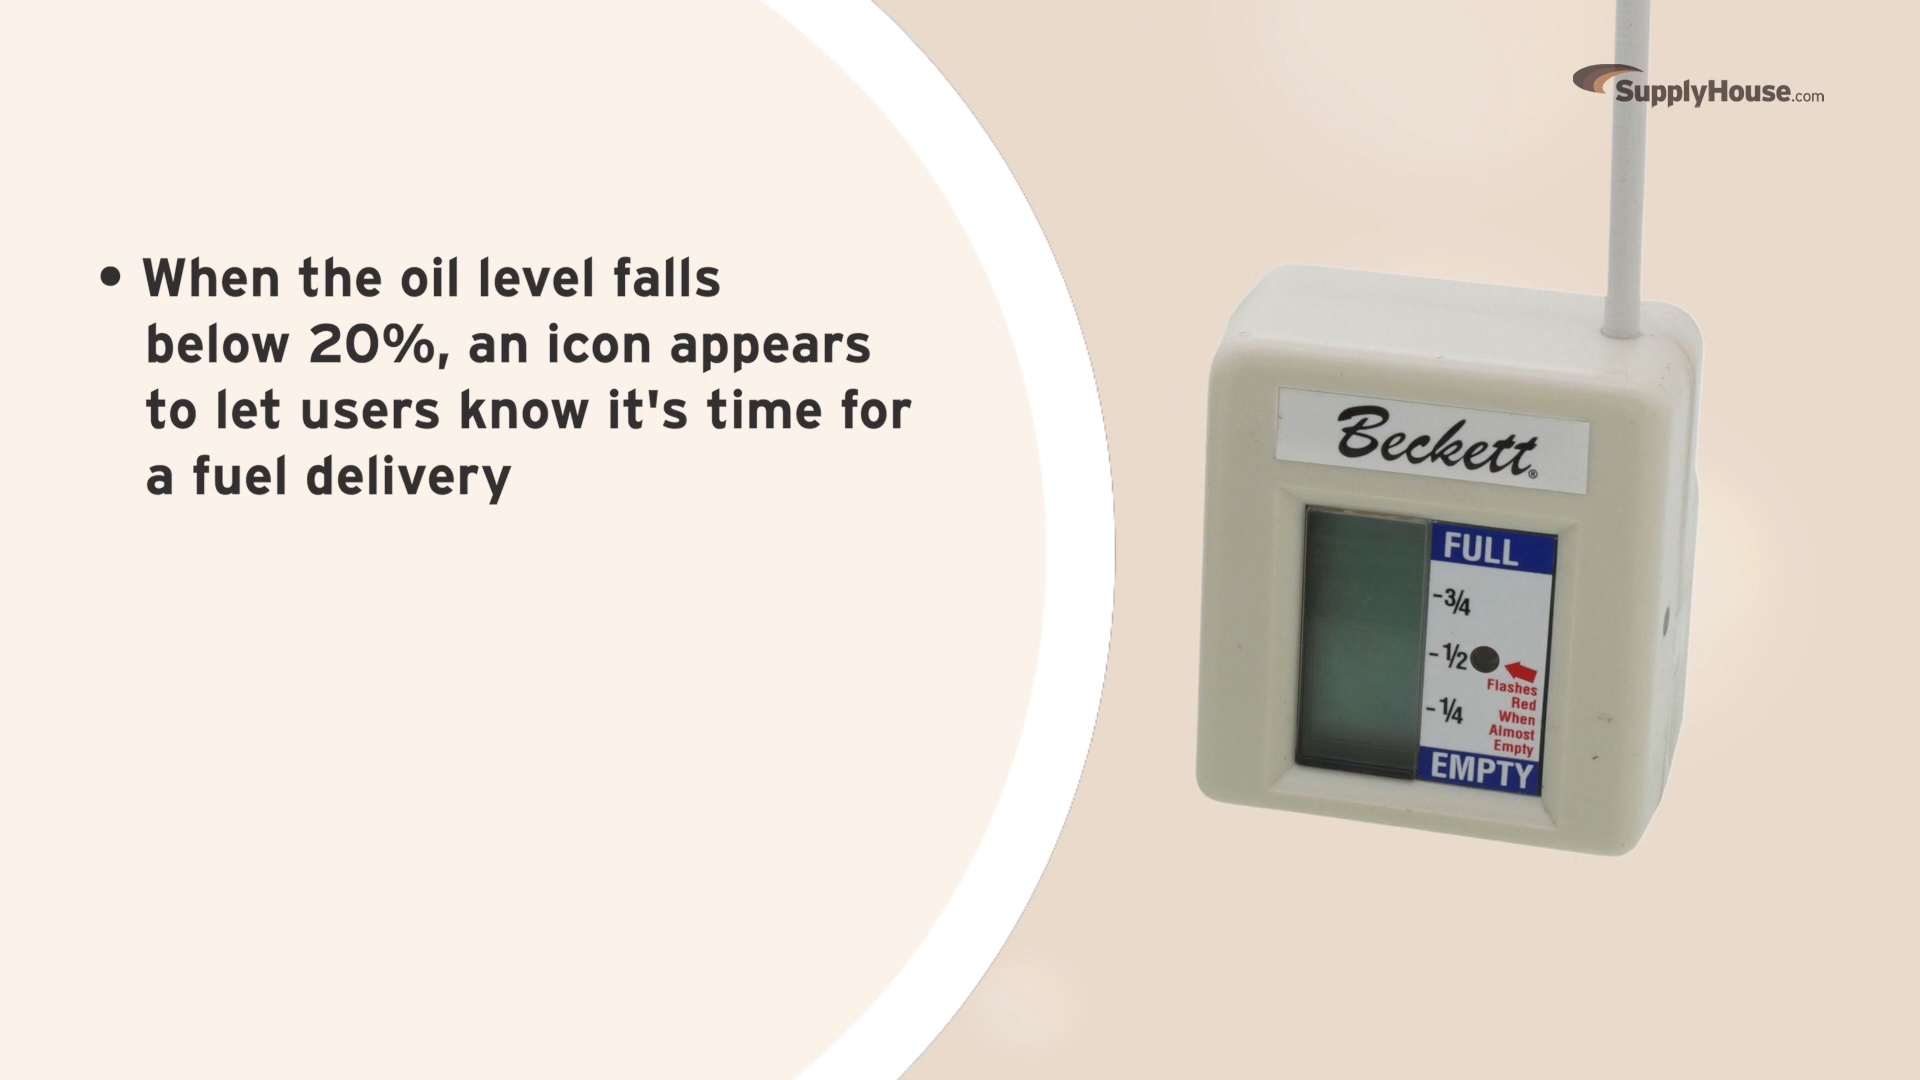 SupplyHouse.com
• When the oil level falls
below 20%, an icon appears
to let users know it's time for
a fuel delivery
Beckett®
FULL
-3/4
-1/2
Flashes
Red
When
Almost
Empty
-1/4
EMPTY